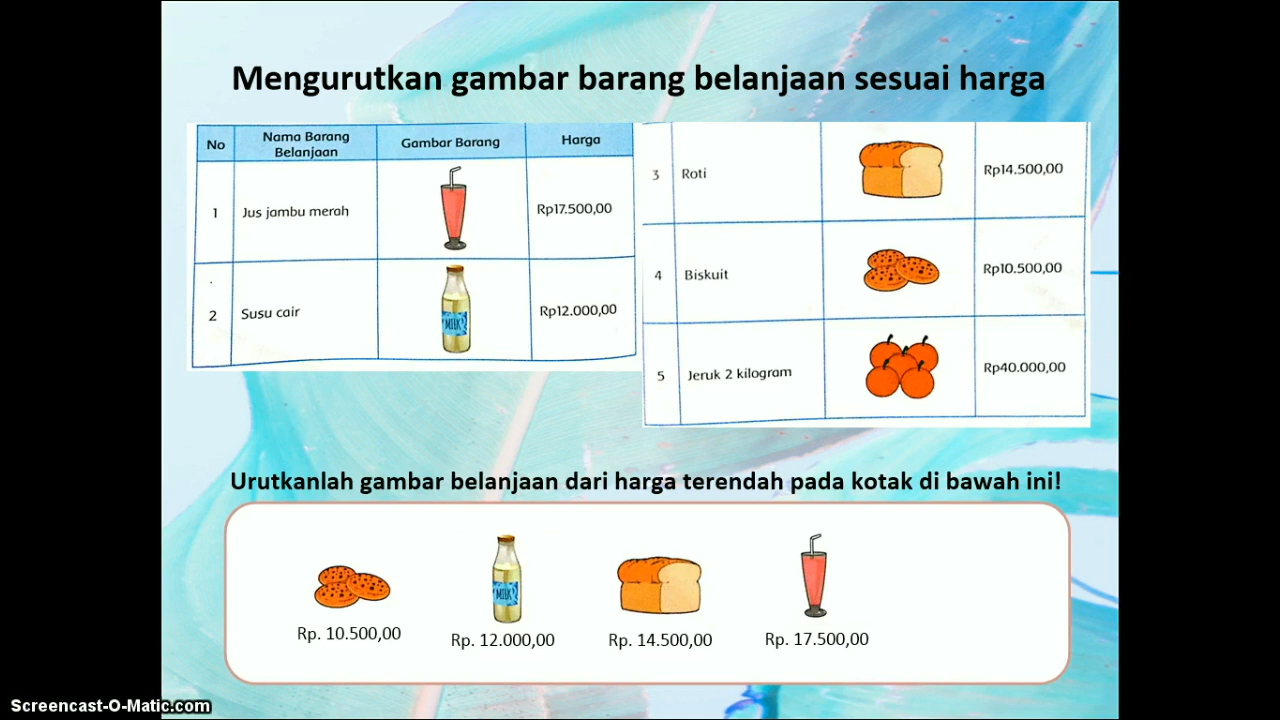 Mengurutkan gambar barang belanjaan sesuai harga
No Nama Barang Belanjaan Gambar Barang Harga
1 Jus jambu merah Rp17.500,00
2 Susu cair MILK Rp12.000,00
3 Roti Rp14.500,00
4 Biskuit Rp10.500,00
5 Jeruk 2 kilogram Rp40.000,00
Urutkanlah gambar belanjaan dari harga terendah pada kotak di bawah ini!
MILK
Rp. 10.500,00 Rp. 12.000,00 Rp. 14.500,00 Rp. 17.500,00
Screencast-O-Matic.com